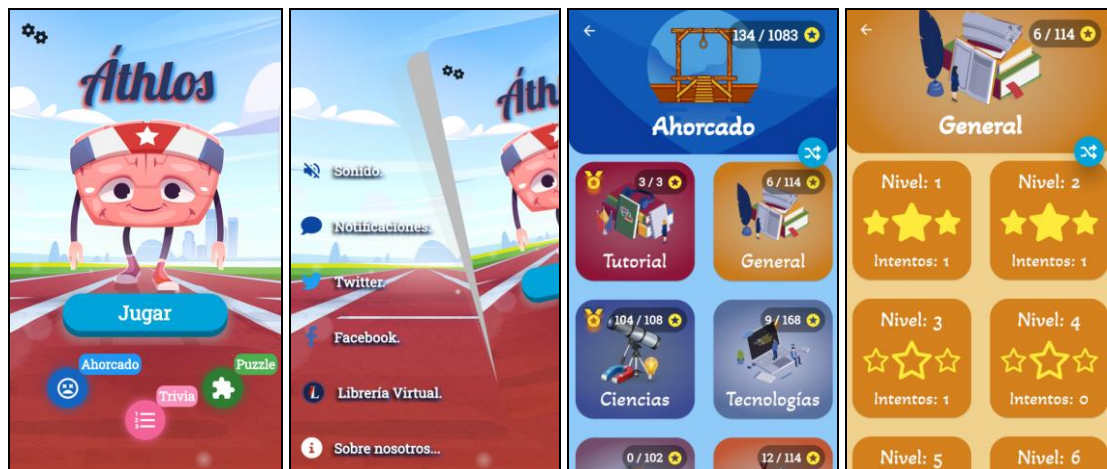 Áthlos
Jugar
Ahorcado
Puzzle
Trivia
Áth
Sonido.
Notificaciones.
Twitter.
Facebook.
Librería Virtual.
Sobre nosotros...
134 / 1083
Ahorcado
3 / 3
6 / 114
Tutorial
General
104 / 108
9 / 168
Ciencias
Tecnologías
0 / 102
12 / 114
6 / 114
General
Nivel: 1
Nivel: 2
Intentos: 1
Intentos: 1
Nivel: 3
Nivel: 4
Intentos: 1
Intentos: 0
Nivel: 5
Nivel: 6